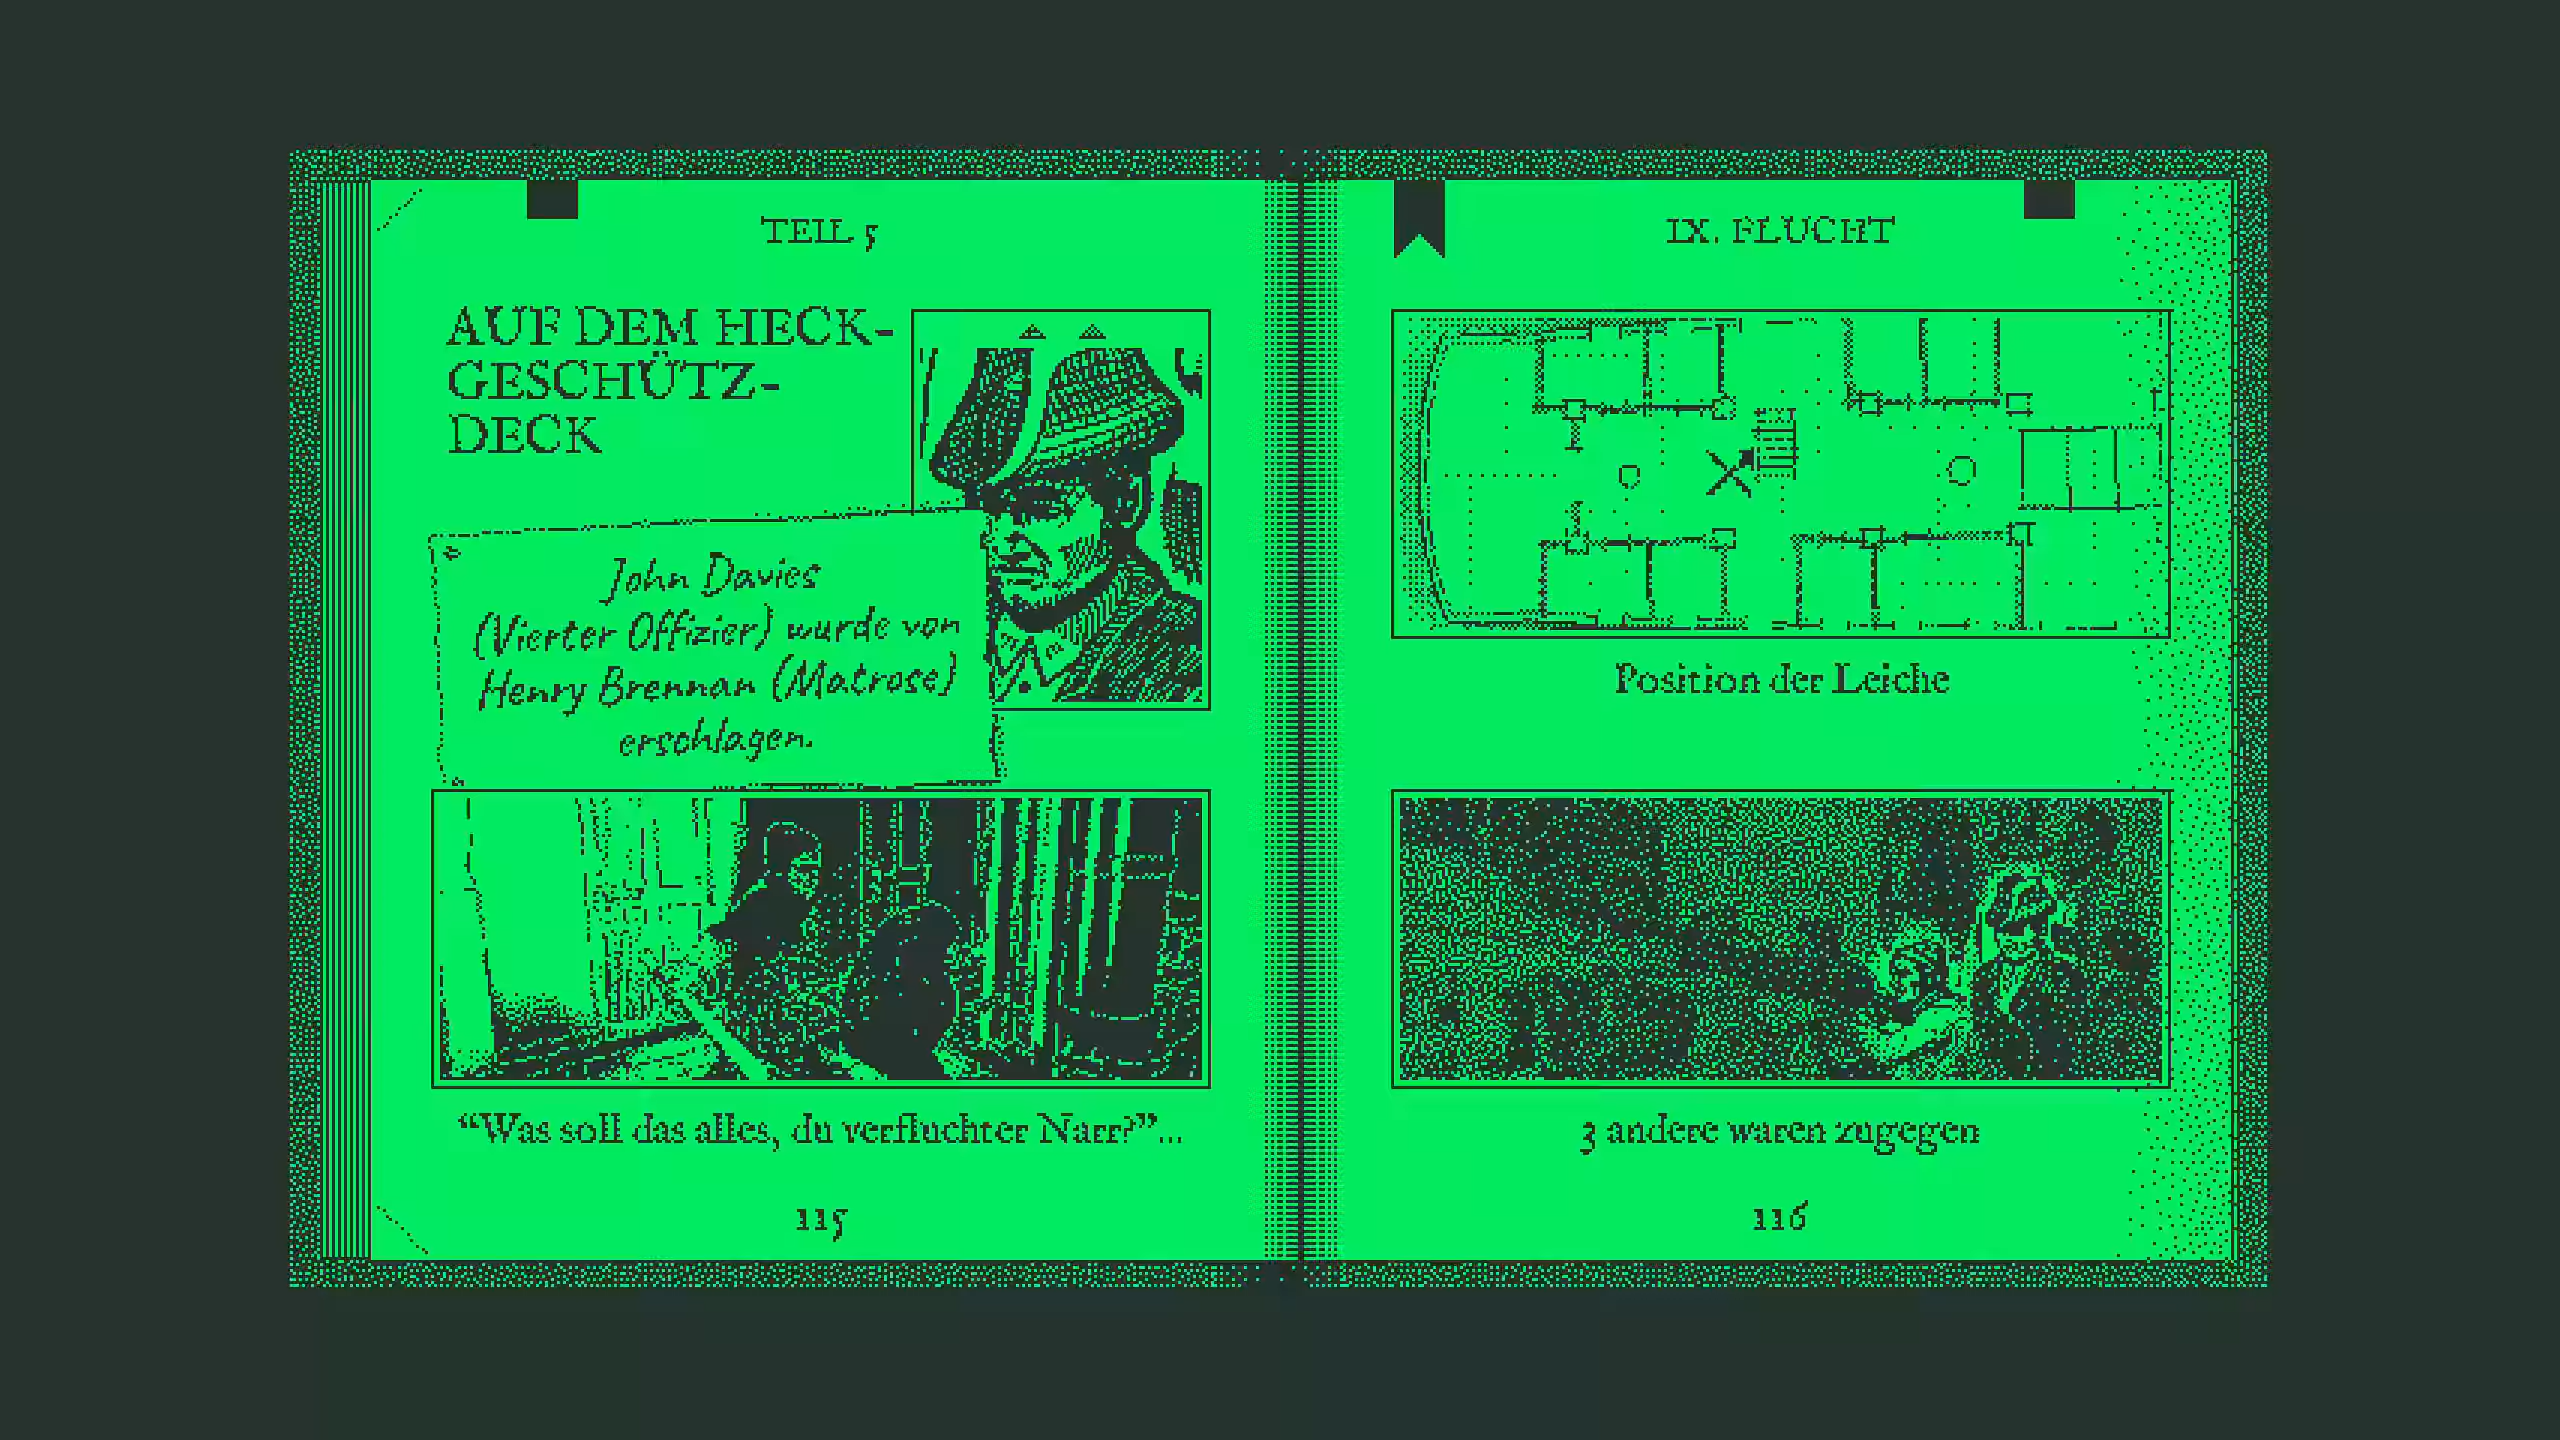 TEIL 5
AUF DEM HECK-
GESCHÜTZ-
DECK
John Davies
(Vierter Offizier) wurde von
Henry Brennan (Matrose)
erschlagen.
“Was soll das alles, du verfluchter Narr?”...
115
IX. FLUCHT
Position der Leiche
3 andere waren zugegen
116